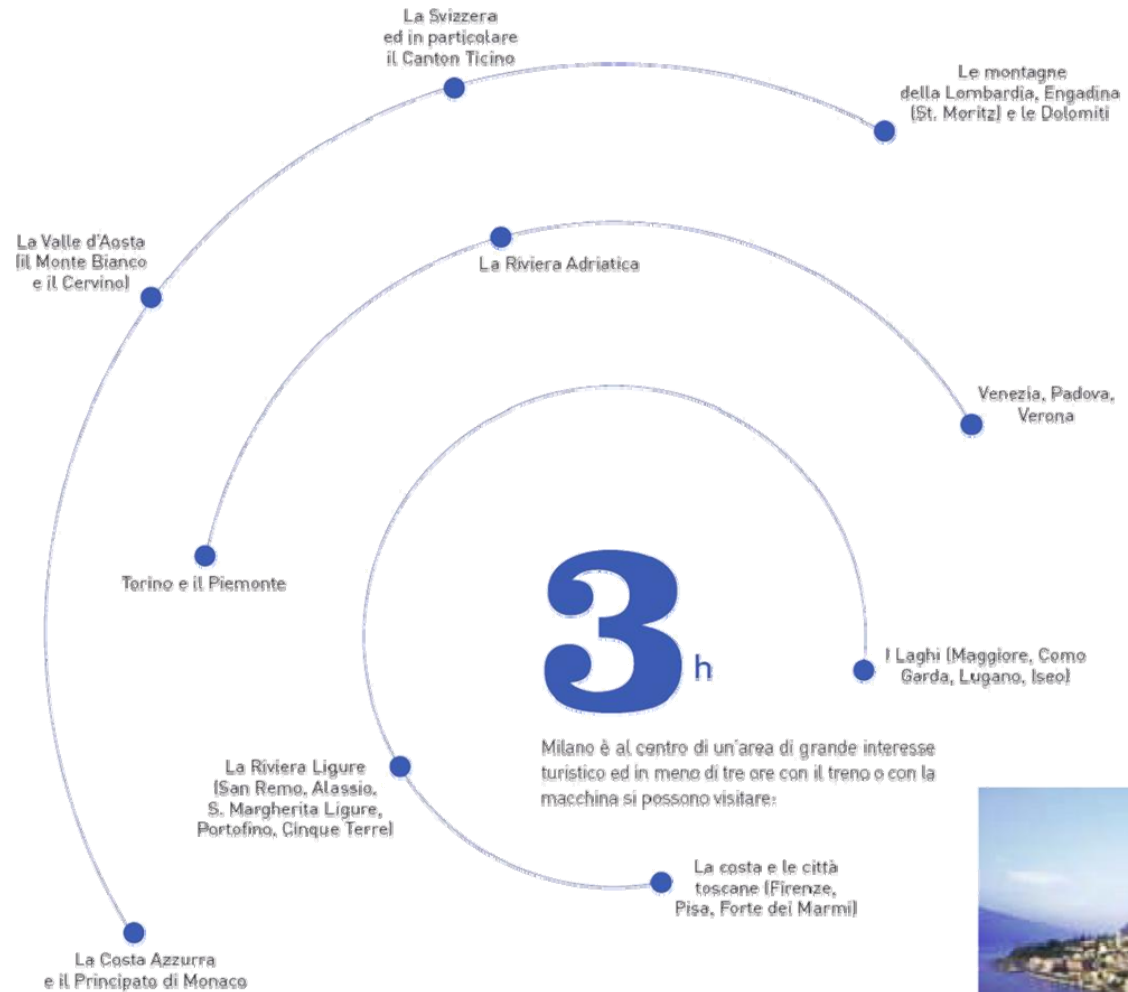 La Svizzera
ed in particolare
il Canton Ticino
Le montagne
della Lombardia, Engadina
(St. Moritz) e le Dolomiti
La Valle d'Aosta
(il Monte Bianco
e il Cervino)
La Riviera Adriatica
Venezia, Padova,
Verona
Torino e il Piemonte
3 h
I Laghi (Maggiore, Como
Garda, Lugano, Iseo)
Milano è al centro di un'area di grande interesse
turistico ed in meno di tre ore con il treno o con la
macchina si possono visitare:
La Riviera Ligure
(San Remo, Alassio,
S. Margherita Ligure,
Portofino, Cinque Terre)
La costa e le città
toscane (Firenze,
Pisa, Forte dei Marmi)
La Costa Azzurra
e il Principato di Monaco